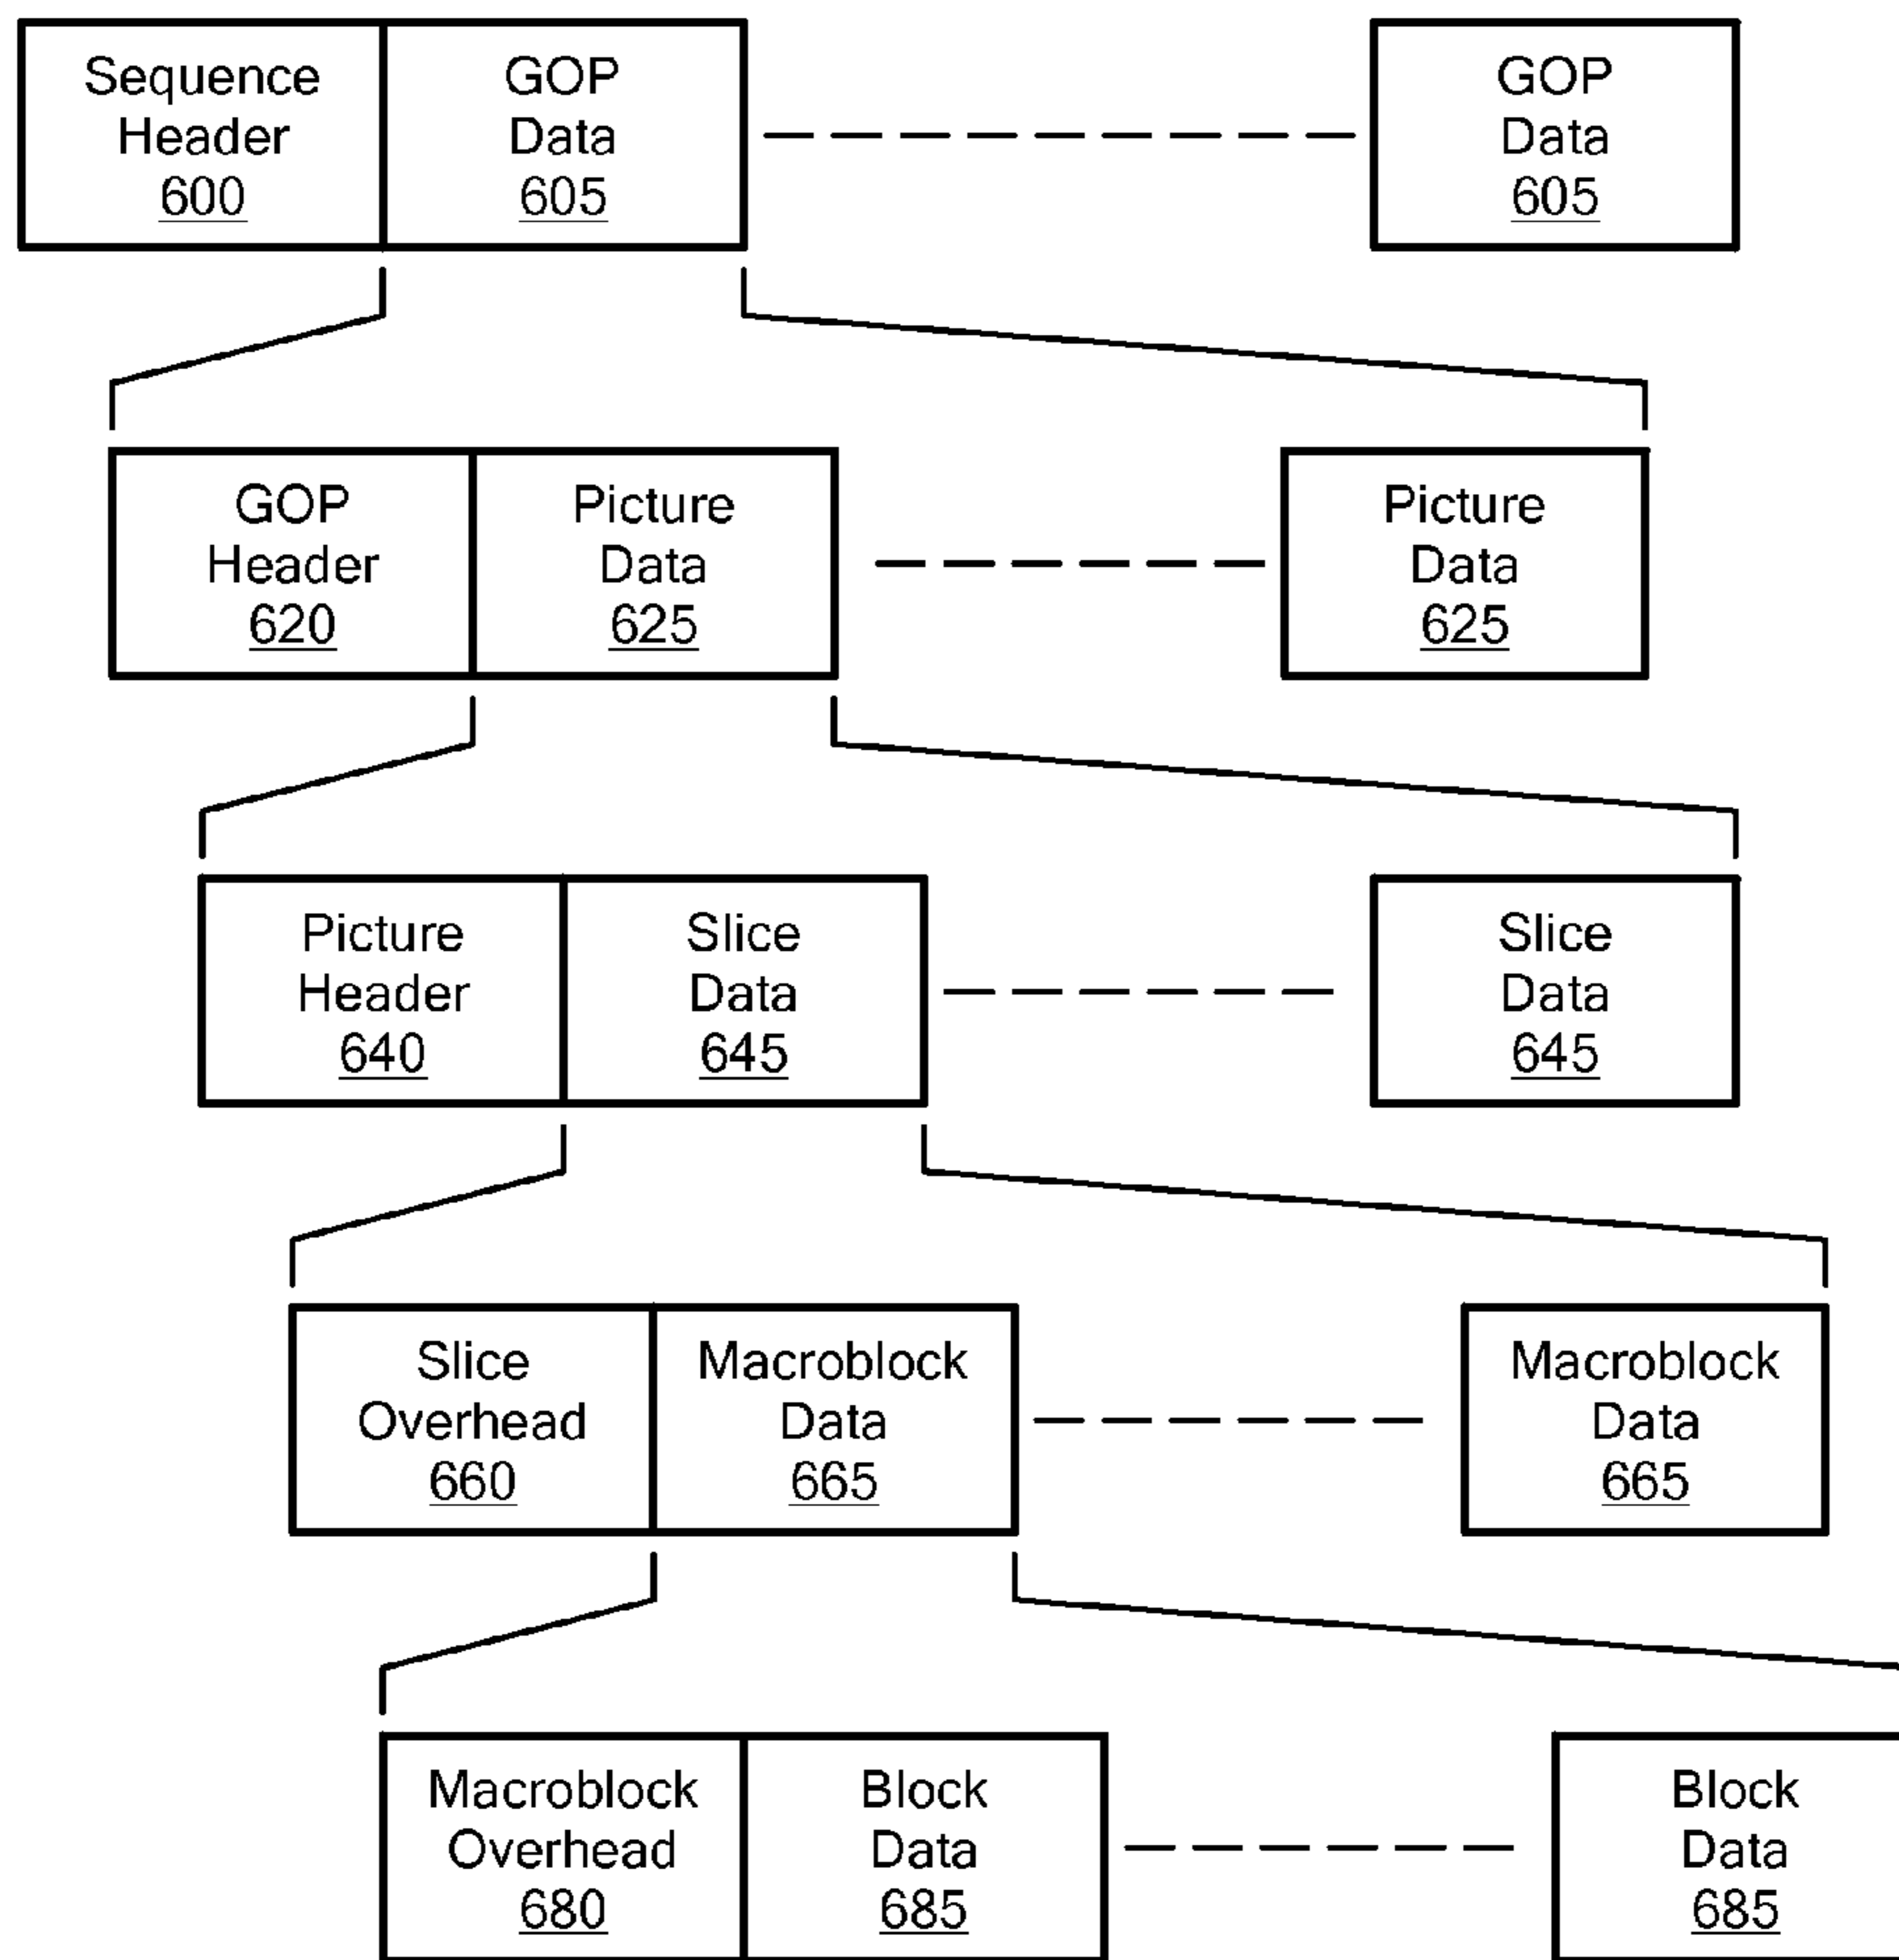 Sequence
Header
600
GOP
Data
605
GOP
Data
605
GOP
Header
620
Picture
Data
625
Picture
Data
625
Picture
Header
640
Slice
Data
645
Slice
Data
645
Slice
Overhead
660
Macroblock
Data
665
Macroblock
Data
665
Macroblock
Overhead
680
Block
Data
685
Block
Data
685